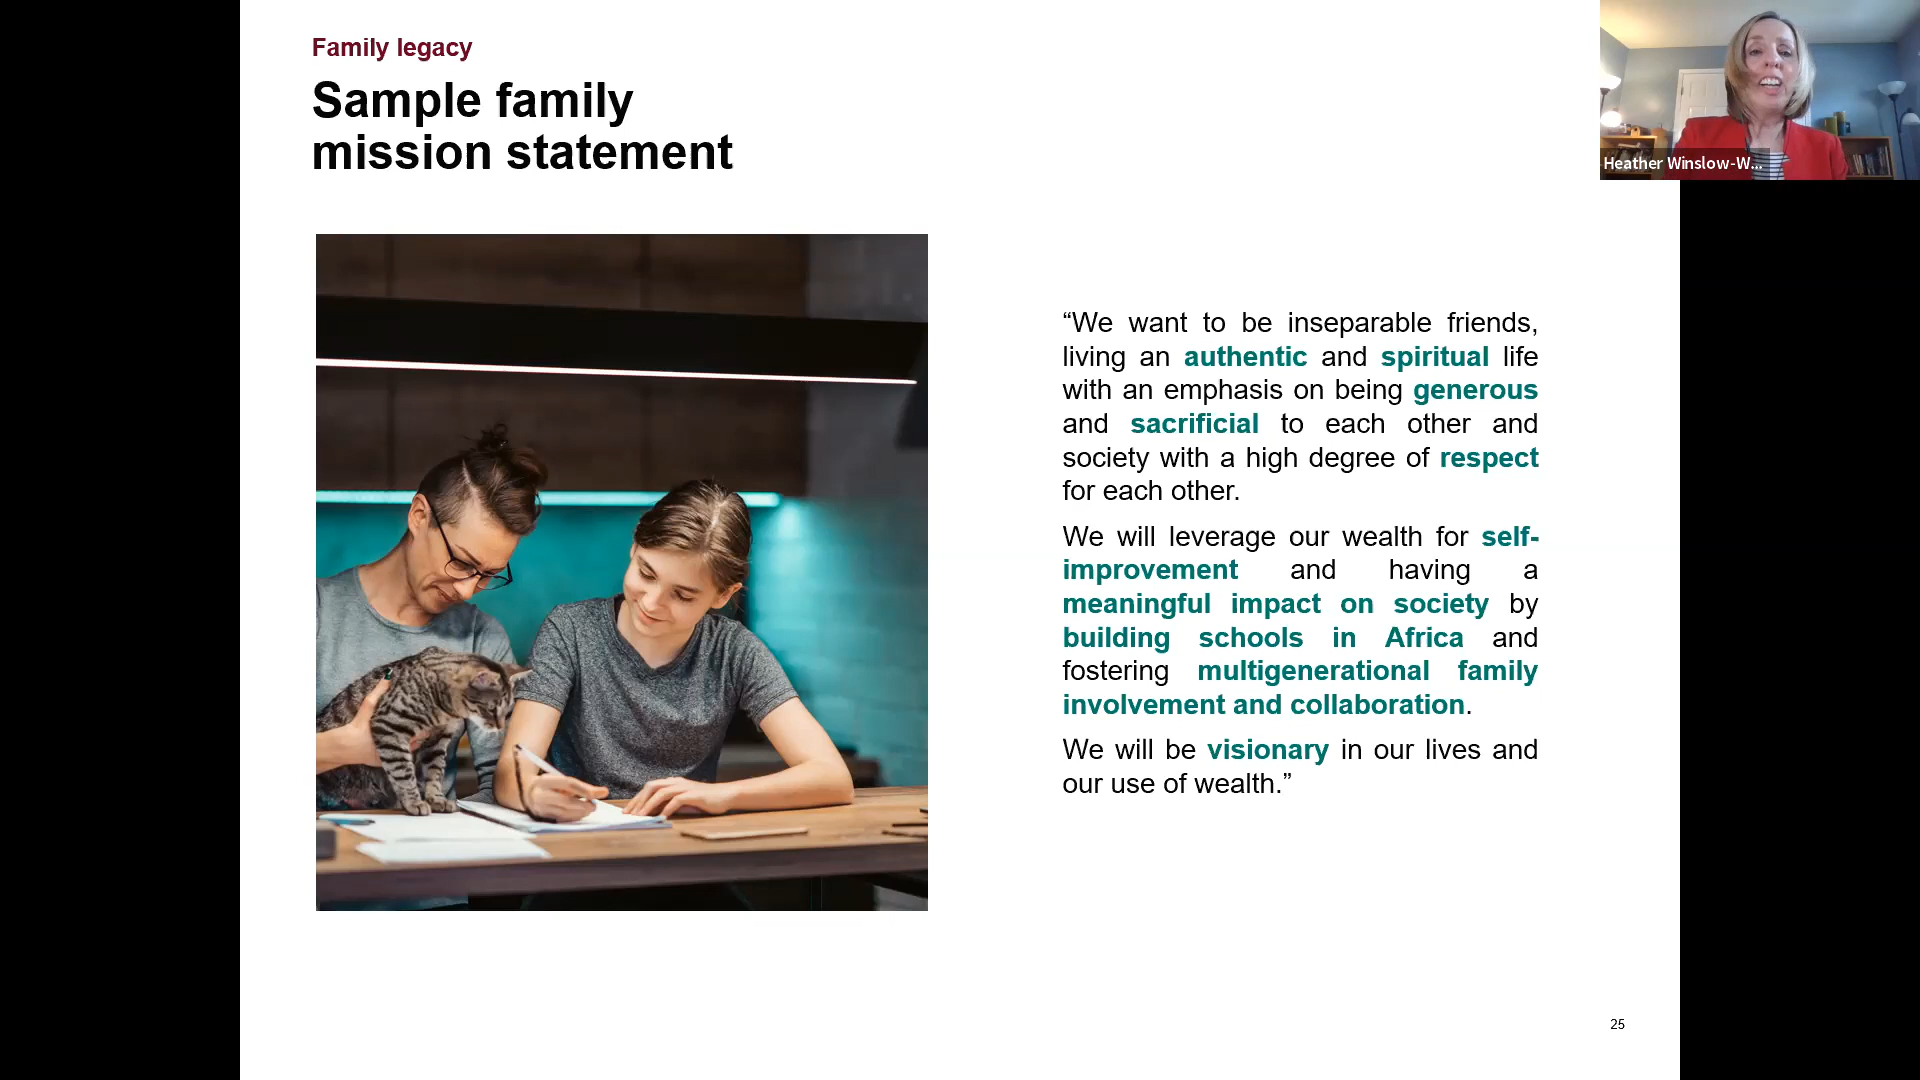 Family legacy
Sample family
mission statement
Heather Winslow-W...
“We want to be inseparable friends,
living an authentic and spiritual life
with an emphasis on being generous
and sacrificial to each other and
society with a high degree of respect
for each other.
We will leverage our wealth for self-
improvement and having a
meaningful impact on society by
building schools in Africa and
fostering multigenerational family
involvement and collaboration.
We will be visionary in our lives and
our use of wealth.”
25